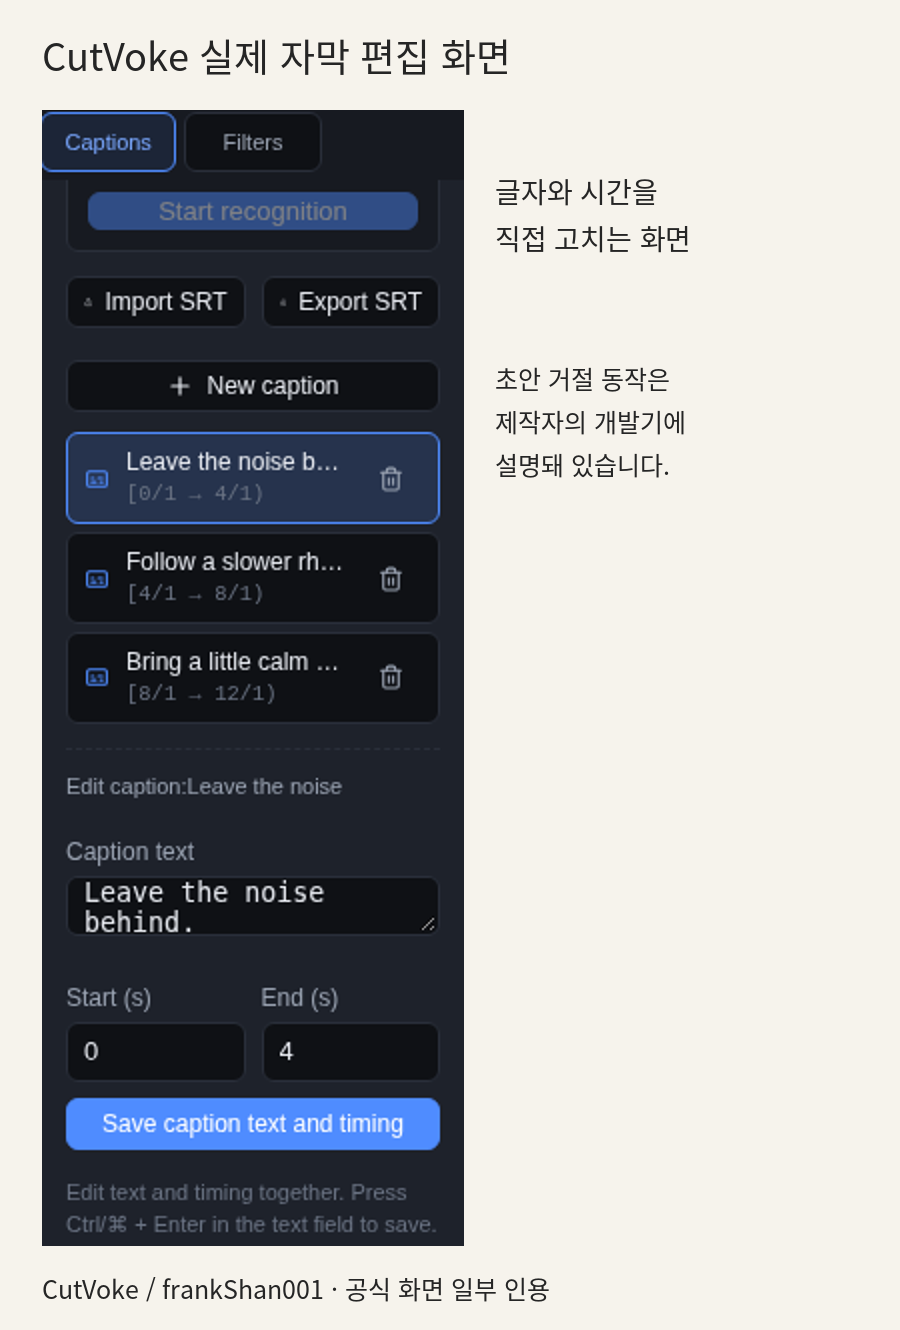 CutVoke 실제 자막 편집 화면
Captions
Filters
Start recognition
Import SRT
Export SRT
New caption
Leave the noise b...
[0/1 → 4/1)
Follow a slower rh...
[4/1 → 8/1)
Bring a little calm ...
[8/1 → 12/1)
Edit caption:Leave the noise
Caption text
Leave the noise
behind.
Start (s)
End (s)
0
4
Save caption text and timing
Edit text and timing together. Press
Ctrl/⌘ + Enter in the text field to save.
글자와 시간을
직접 고치는 화면
초안 거절 동작은
제작자의 개발기에
설명돼 있습니다.
CutVoke / frankShan001 · 공식 화면 일부 인용